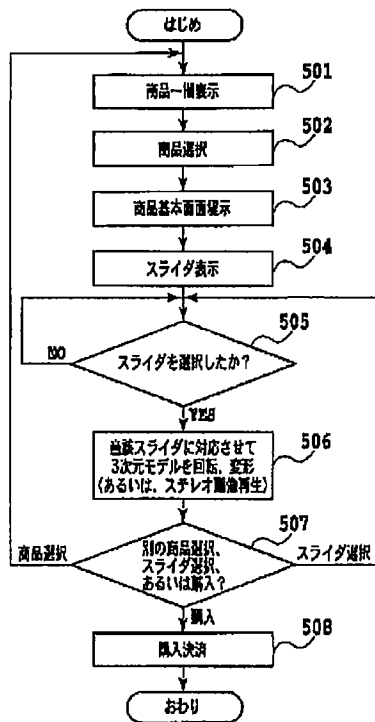 はじめ
501
商品一覧表示
502
商品選択
503
商品基本画面提示
504
スライダ表示
505
スライダを選択したか？
NO
YES
506
当該スライダに対応させて
3次元モデルを回転、変形
（あるいは、ステレオ画像再生）
507
別の商品選択、
スライダ選択、
あるいは購入？
商品選択
スライダ選択
購入
508
購入決済
おわり